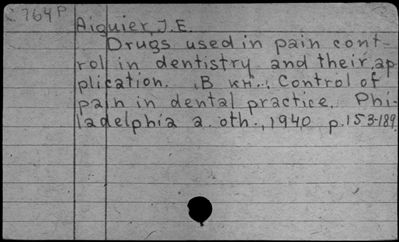 764P
Aiguier, J.E.
Drugs used in pain cont-
rol in dentistry and their ap-
plication. , В кн.: Control of
pain in dental practice. Phi-
ladelphia a. oth., 1940 p. 153-189.